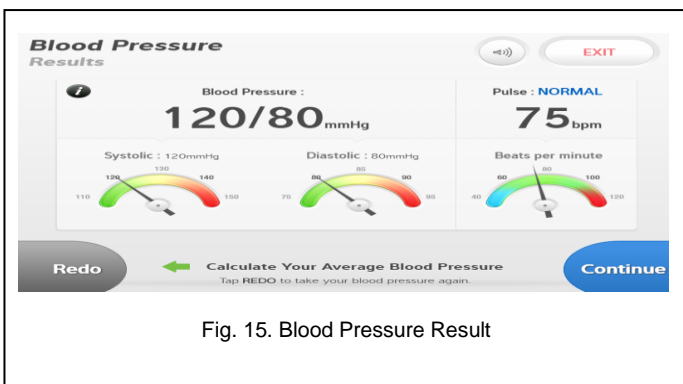 Blood Pressure
Results
EXIT
i
Blood Pressure :
120/80mmHg
Pulse : NORMAL
75bpm
Systolic : 120mmHg
110
120
130
140
150
Diastolic : 80mmHg
75
80
85
90
95
Beats per minute
40
60
80
100
120
Redo
Calculate Your Average Blood Pressure
Tap REDO to take your blood pressure again.
Continue
Fig. 15. Blood Pressure Result